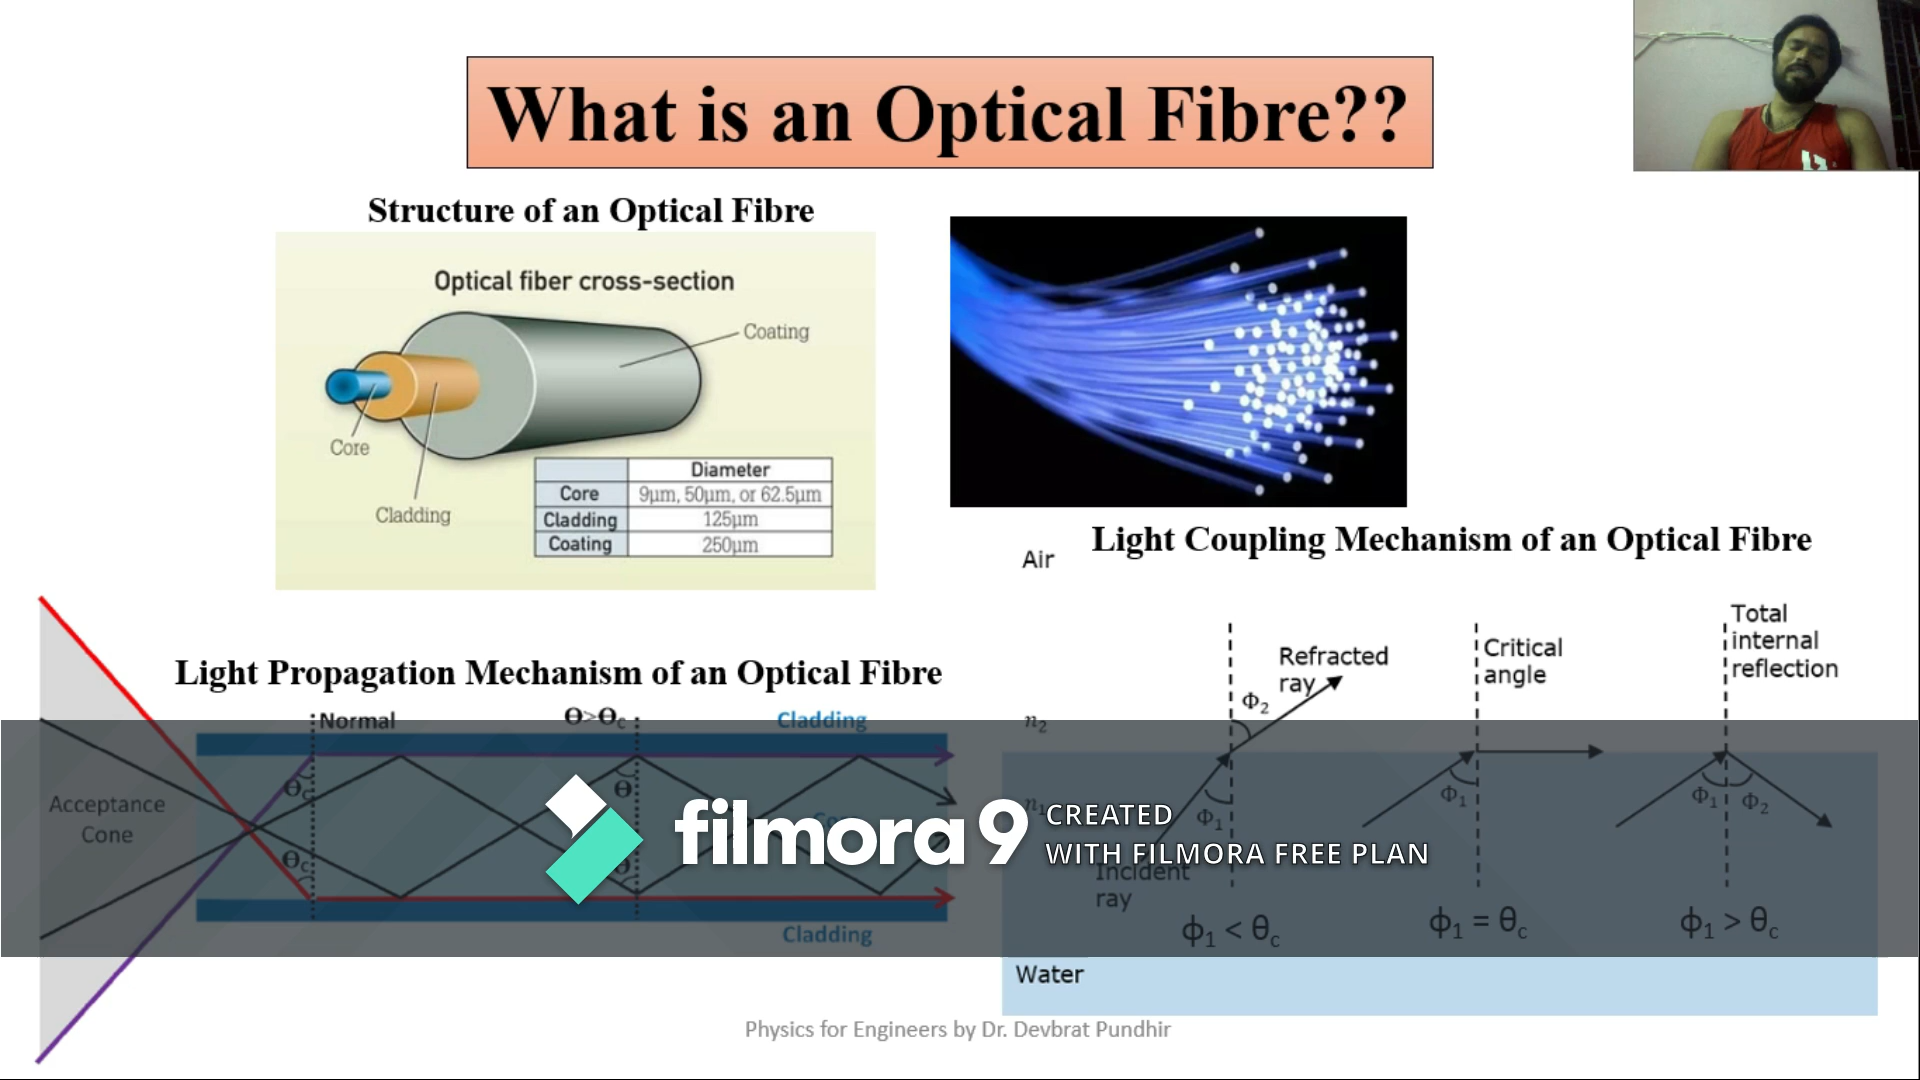 What is an Optical Fibre??
Structure of an Optical Fibre
Optical fiber cross-section
Coating
Core
Cladding
Diameter
Core 9µm, 50µm, or 62.5µm
Cladding 125µm
Coating 250µm
Light Coupling Mechanism of an Optical Fibre
Air
Refracted
ray
Φ2
Critical
angle
Total
internal
reflection
n2
n1
Φ1
Φ1
Φ1 Φ2
Incident
ray
ϕ1 < θc
ϕ1 = θc
ϕ1 > θc
Water
Light Propagation Mechanism of an Optical Fibre
Normal
Θ>Θc
Cladding
Θc
Θ
Acceptance
Cone
Θc
Θ
Cladding
filmora9
CREATED
WITH FILMORA FREE PLAN
Physics for Engineers by Dr. Devbrat Pundhir